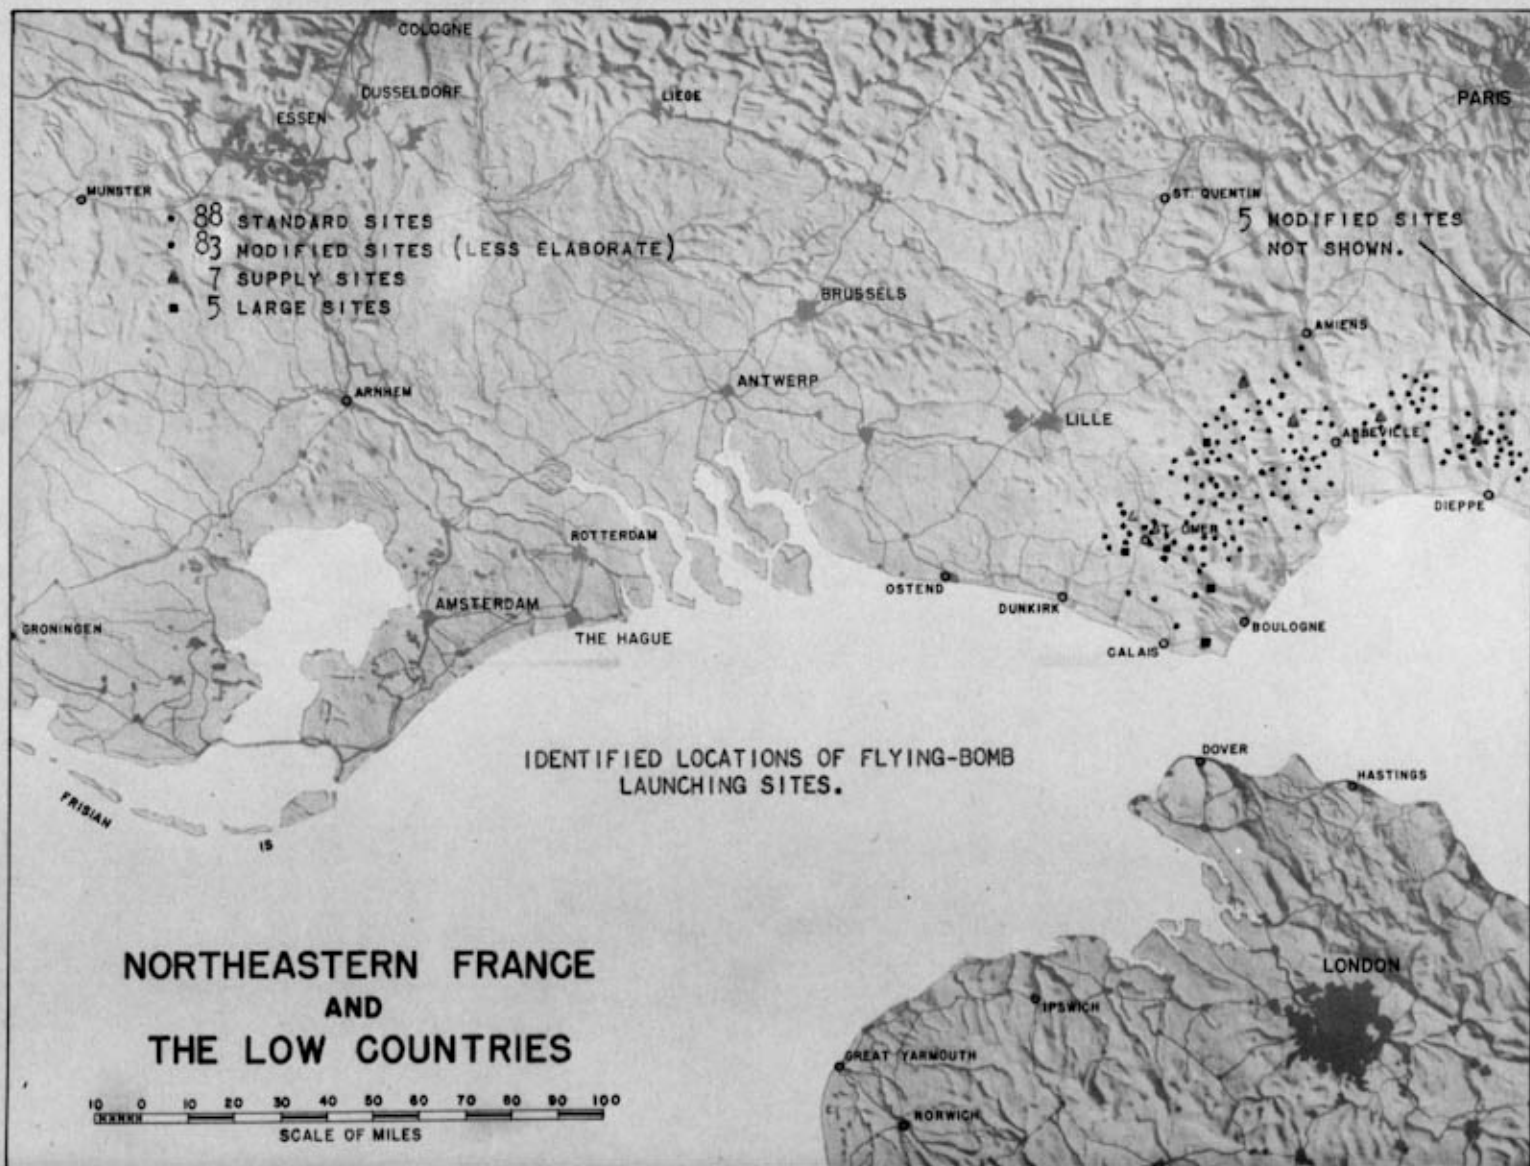 COLOGNE
DUSSELDORF
ESSEN
LIEGE
PARIS
MUNSTER
ST. QUENTIN
88 STANDARD SITES
83 MODIFIED SITES (LESS ELABORATE)
7 SUPPLY SITES
5 LARGE SITES
5 MODIFIED SITES
NOT SHOWN.
BRUSSELS
AMIENS
ANTWERP
ARNHEM
LILLE
ABBEVILLE
DIEPPE
ST. OMER
ROTTERDAM
OSTEND
DUNKIRK
AMSTERDAM
GRONINGEN
THE HAGUE
BOULOGNE
CALAIS
IDENTIFIED LOCATIONS OF FLYING-BOMB
LAUNCHING SITES.
DOVER
HASTINGS
FRISIAN
IS
NORTHEASTERN FRANCE
AND
THE LOW COUNTRIES
LONDON
IPSWICH
GREAT YARMOUTH
NORWICH
10 0 10 20 30 40 50 60 70 80 90 100
SCALE OF MILES